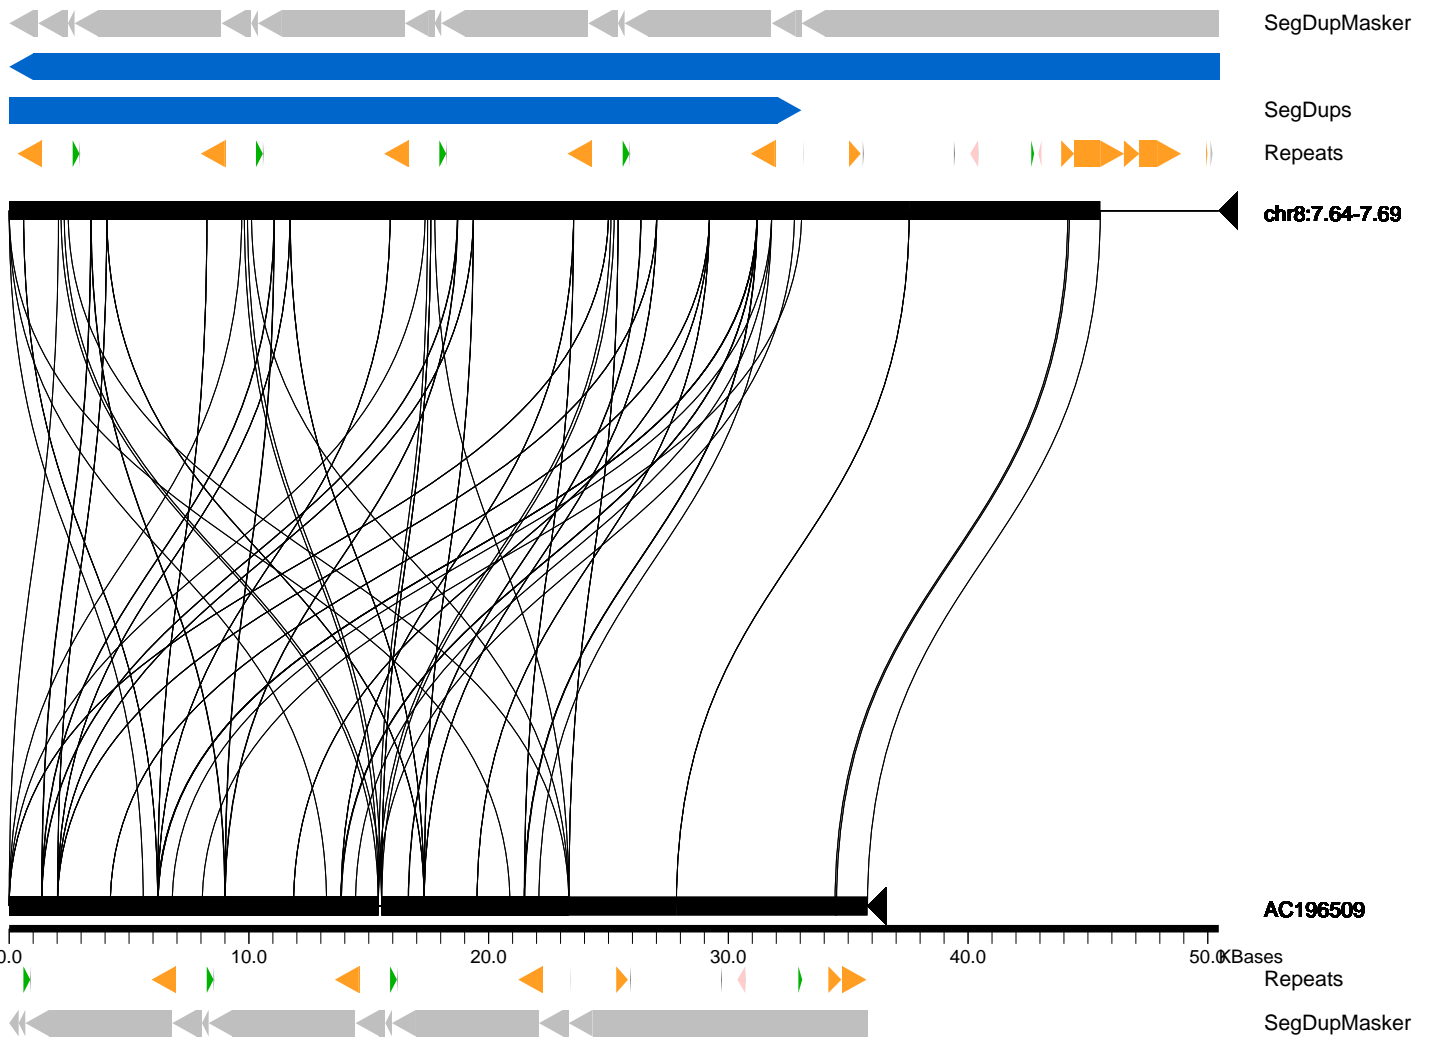 SegDupMasker
SegDups
Repeats
chr8:7.64-7.69
AC196509
0.0 10.0 20.0 30.0 40.0 50.0 KBases
Repeats
SegDupMasker